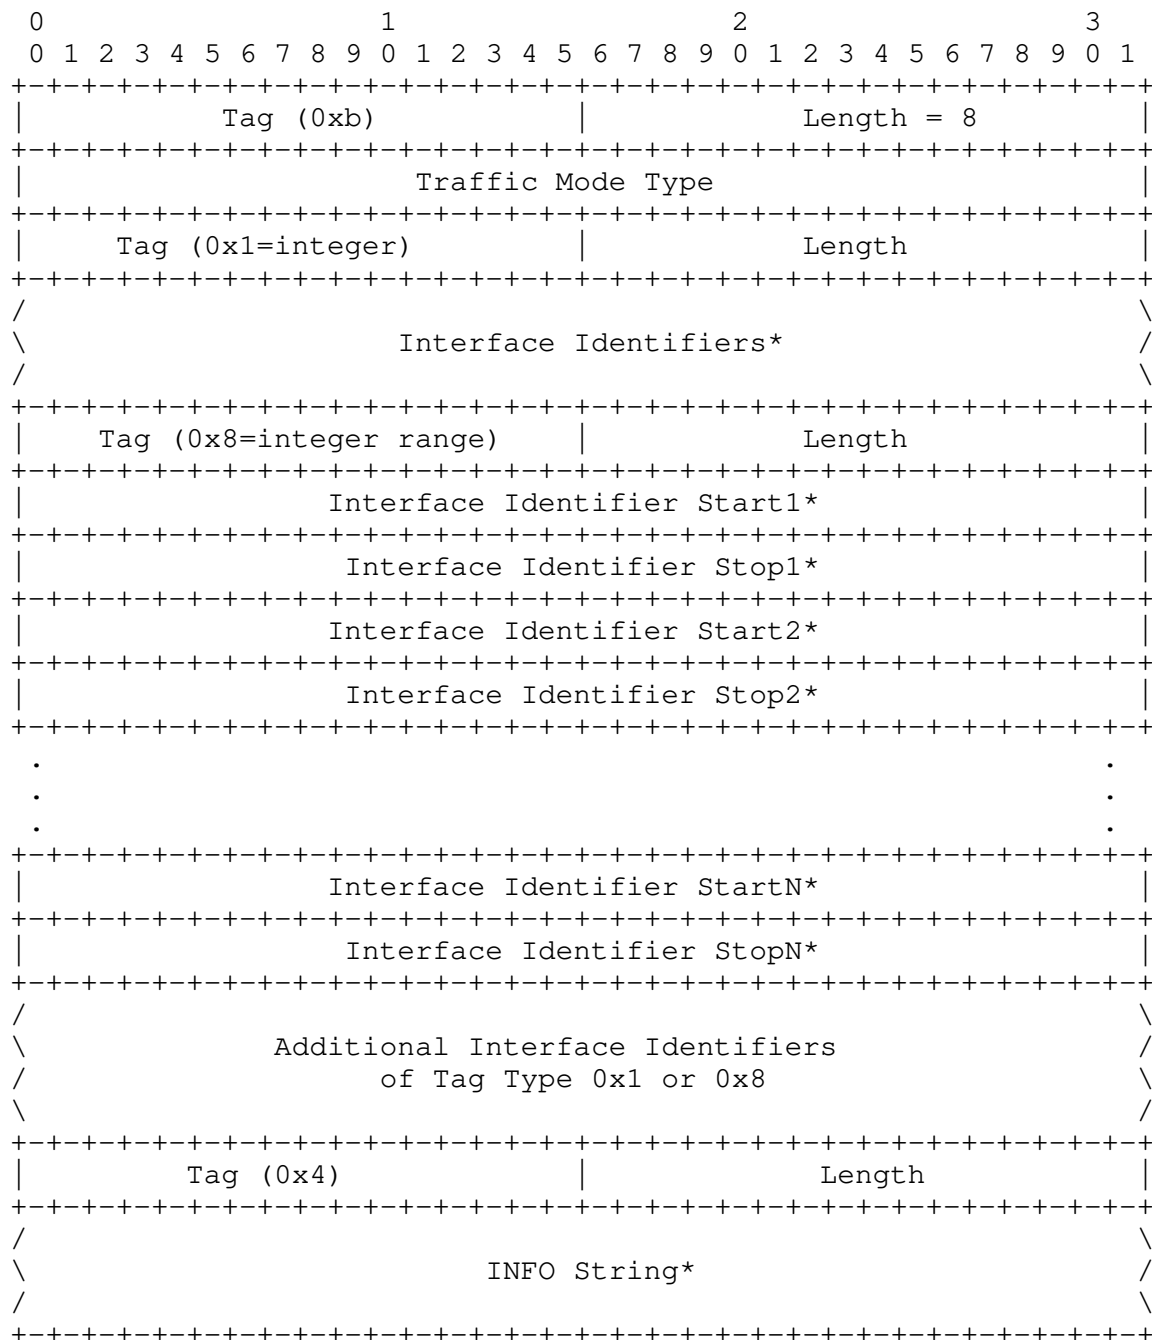 0                   1                   2                   3
0 1 2 3 4 5 6 7 8 9 0 1 2 3 4 5 6 7 8 9 0 1 2 3 4 5 6 7 8 9 0 1
+-+-+-+-+-+-+-+-+-+-+-+-+-+-+-+-+-+-+-+-+-+-+-+-+-+-+-+-+-+-+-+-+
|           Tag (0xb)           |            Length = 8         |
+-+-+-+-+-+-+-+-+-+-+-+-+-+-+-+-+-+-+-+-+-+-+-+-+-+-+-+-+-+-+-+-+
|                      Traffic Mode Type                        |
+-+-+-+-+-+-+-+-+-+-+-+-+-+-+-+-+-+-+-+-+-+-+-+-+-+-+-+-+-+-+-+-+
|     Tag (0x1=integer)         |            Length             |
+-+-+-+-+-+-+-+-+-+-+-+-+-+-+-+-+-+-+-+-+-+-+-+-+-+-+-+-+-+-+-+-+
/                                                               \
\                     Interface Identifiers*                    /
/                                                               \
+-+-+-+-+-+-+-+-+-+-+-+-+-+-+-+-+-+-+-+-+-+-+-+-+-+-+-+-+-+-+-+-+
|    Tag (0x8=integer range)    |            Length             |
+-+-+-+-+-+-+-+-+-+-+-+-+-+-+-+-+-+-+-+-+-+-+-+-+-+-+-+-+-+-+-+-+
|                 Interface Identifier Start1*                  |
+-+-+-+-+-+-+-+-+-+-+-+-+-+-+-+-+-+-+-+-+-+-+-+-+-+-+-+-+-+-+-+-+
|                  Interface Identifier Stop1*                  |
+-+-+-+-+-+-+-+-+-+-+-+-+-+-+-+-+-+-+-+-+-+-+-+-+-+-+-+-+-+-+-+-+
|                 Interface Identifier Start2*                  |
+-+-+-+-+-+-+-+-+-+-+-+-+-+-+-+-+-+-+-+-+-+-+-+-+-+-+-+-+-+-+-+-+
|                  Interface Identifier Stop2*                  |
+-+-+-+-+-+-+-+-+-+-+-+-+-+-+-+-+-+-+-+-+-+-+-+-+-+-+-+-+-+-+-+-+
.                                                             .
.                                                             .
.                                                             .
+-+-+-+-+-+-+-+-+-+-+-+-+-+-+-+-+-+-+-+-+-+-+-+-+-+-+-+-+-+-+-+-+
|                 Interface Identifier StartN*                  |
+-+-+-+-+-+-+-+-+-+-+-+-+-+-+-+-+-+-+-+-+-+-+-+-+-+-+-+-+-+-+-+-+
|                  Interface Identifier StopN*                  |
+-+-+-+-+-+-+-+-+-+-+-+-+-+-+-+-+-+-+-+-+-+-+-+-+-+-+-+-+-+-+-+-+
/                                                               \
\              Additional Interface Identifiers                 /
/                    of Tag Type 0x1 or 0x8                     \
\                                                               /
+-+-+-+-+-+-+-+-+-+-+-+-+-+-+-+-+-+-+-+-+-+-+-+-+-+-+-+-+-+-+-+-+
|         Tag (0x4)             |             Length            |
+-+-+-+-+-+-+-+-+-+-+-+-+-+-+-+-+-+-+-+-+-+-+-+-+-+-+-+-+-+-+-+-+
/                                                               \
\                          INFO String*                         /
/                                                               \
+-+-+-+-+-+-+-+-+-+-+-+-+-+-+-+-+-+-+-+-+-+-+-+-+-+-+-+-+-+-+-+-+